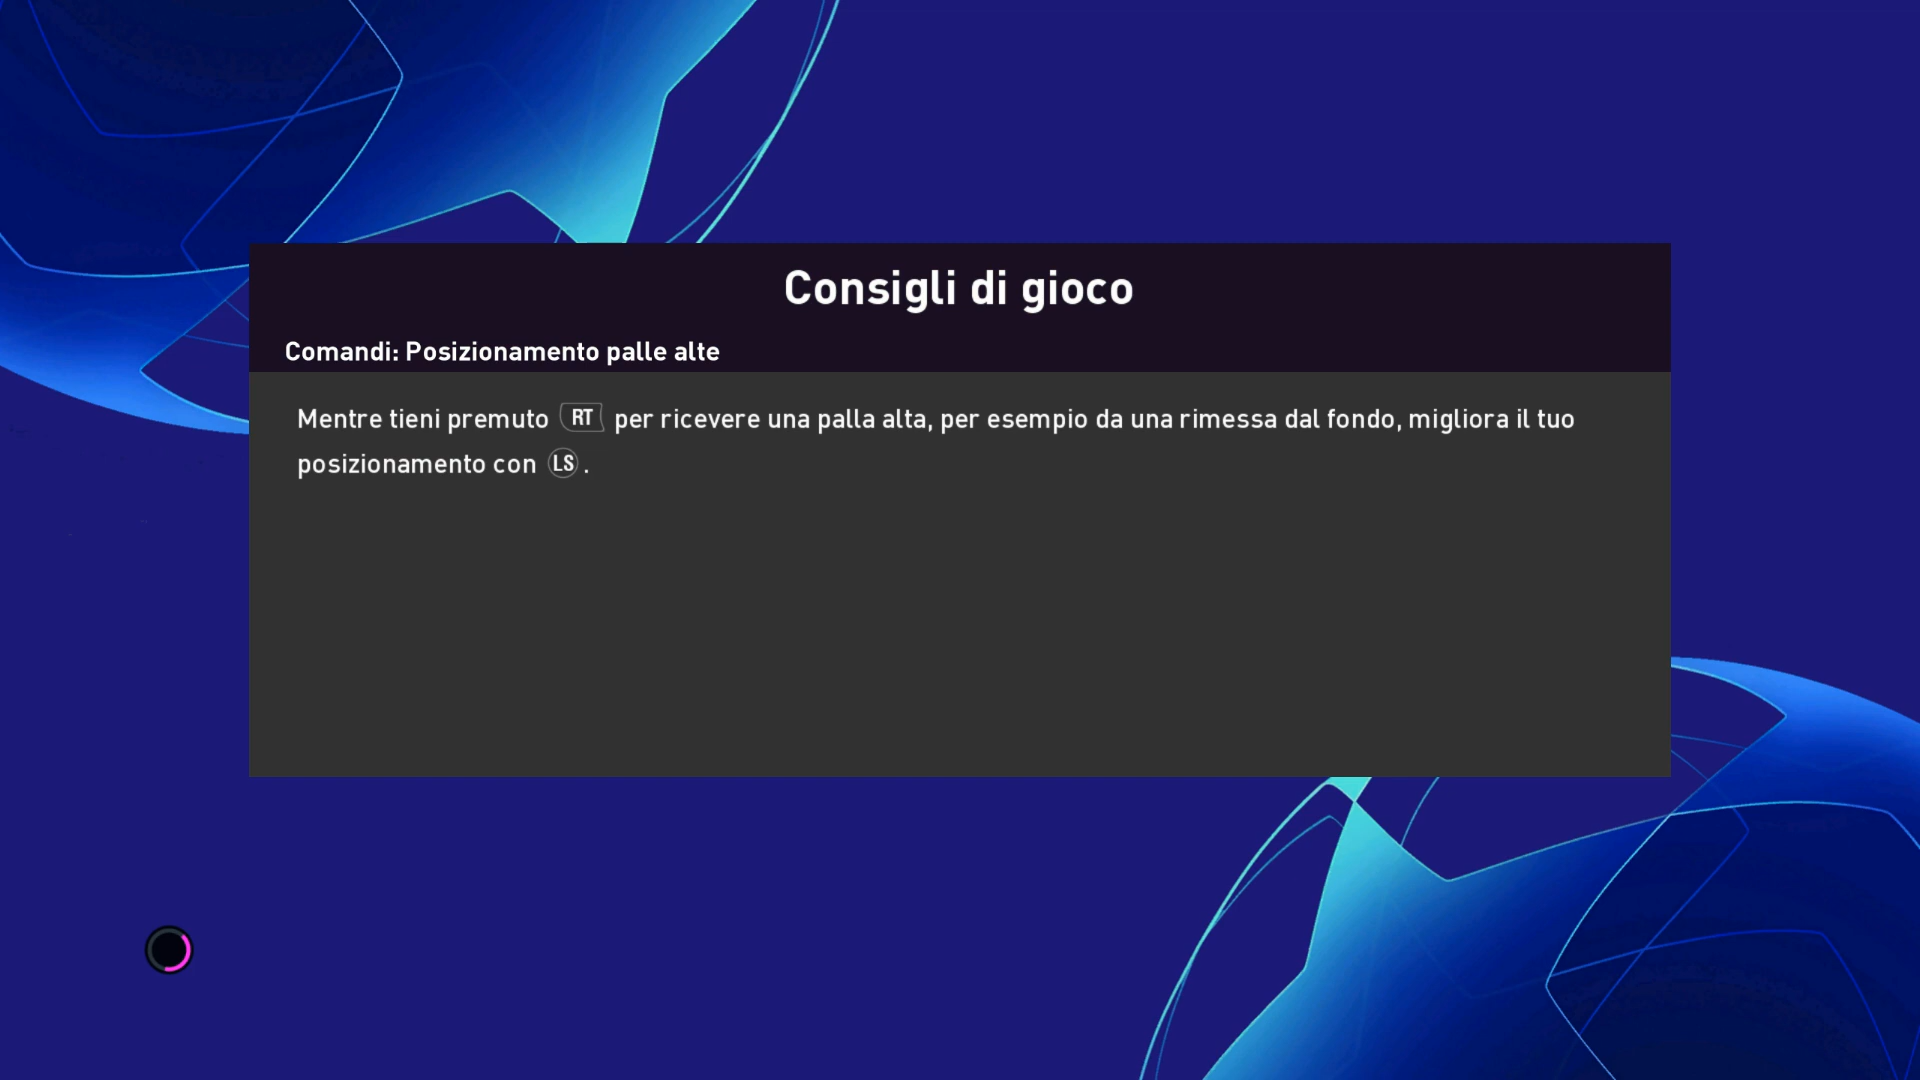 Consigli di gioco
Comandi: Posizionamento palle alte
Mentre tieni premuto RT per ricevere una palla alta, per esempio da una rimessa dal fondo, migliora il tuo
posizionamento con LS .